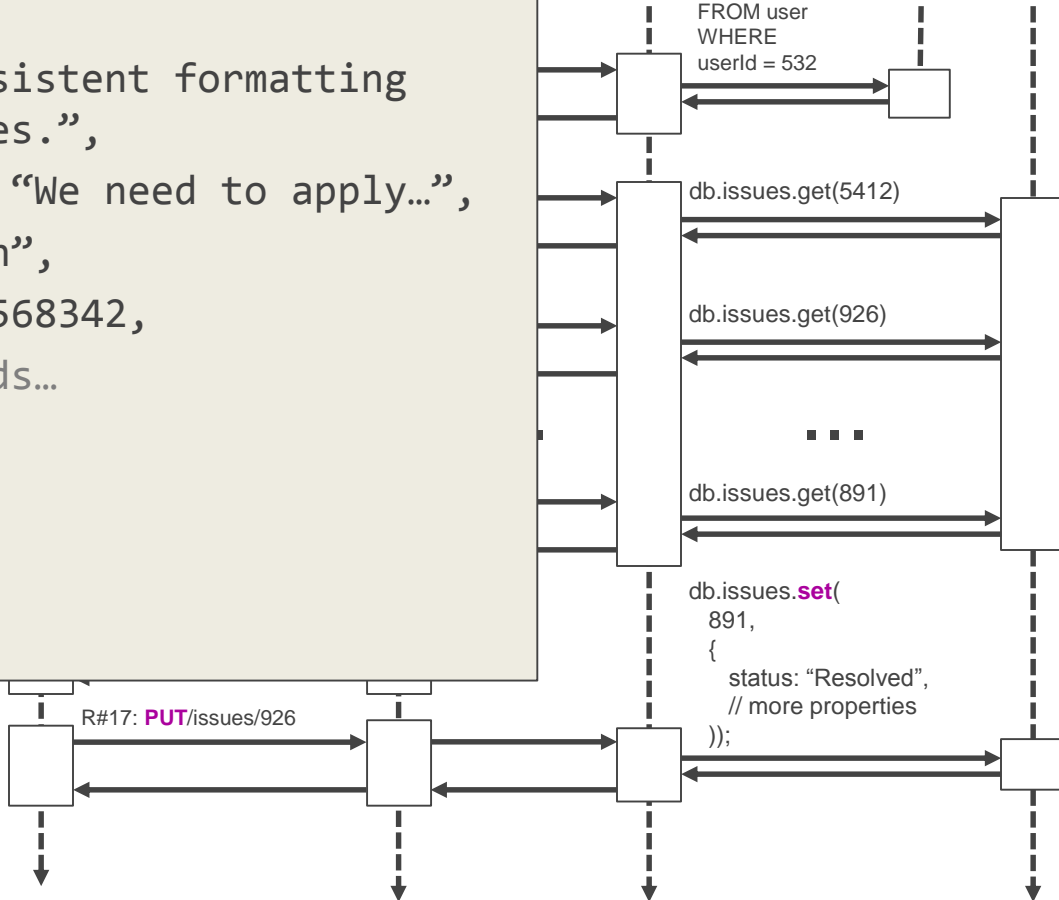 sistent formatting
es.”,
“We need to apply…”,
n”,
568342,
ds…
FROM user
WHERE
userId = 532
db.issues.get(5412)
db.issues.get(926)
...
db.issues.get(891)
db.issues.set(
891,
{
status: “Resolved”,
// more properties
));
R#17: PUT/issues/926